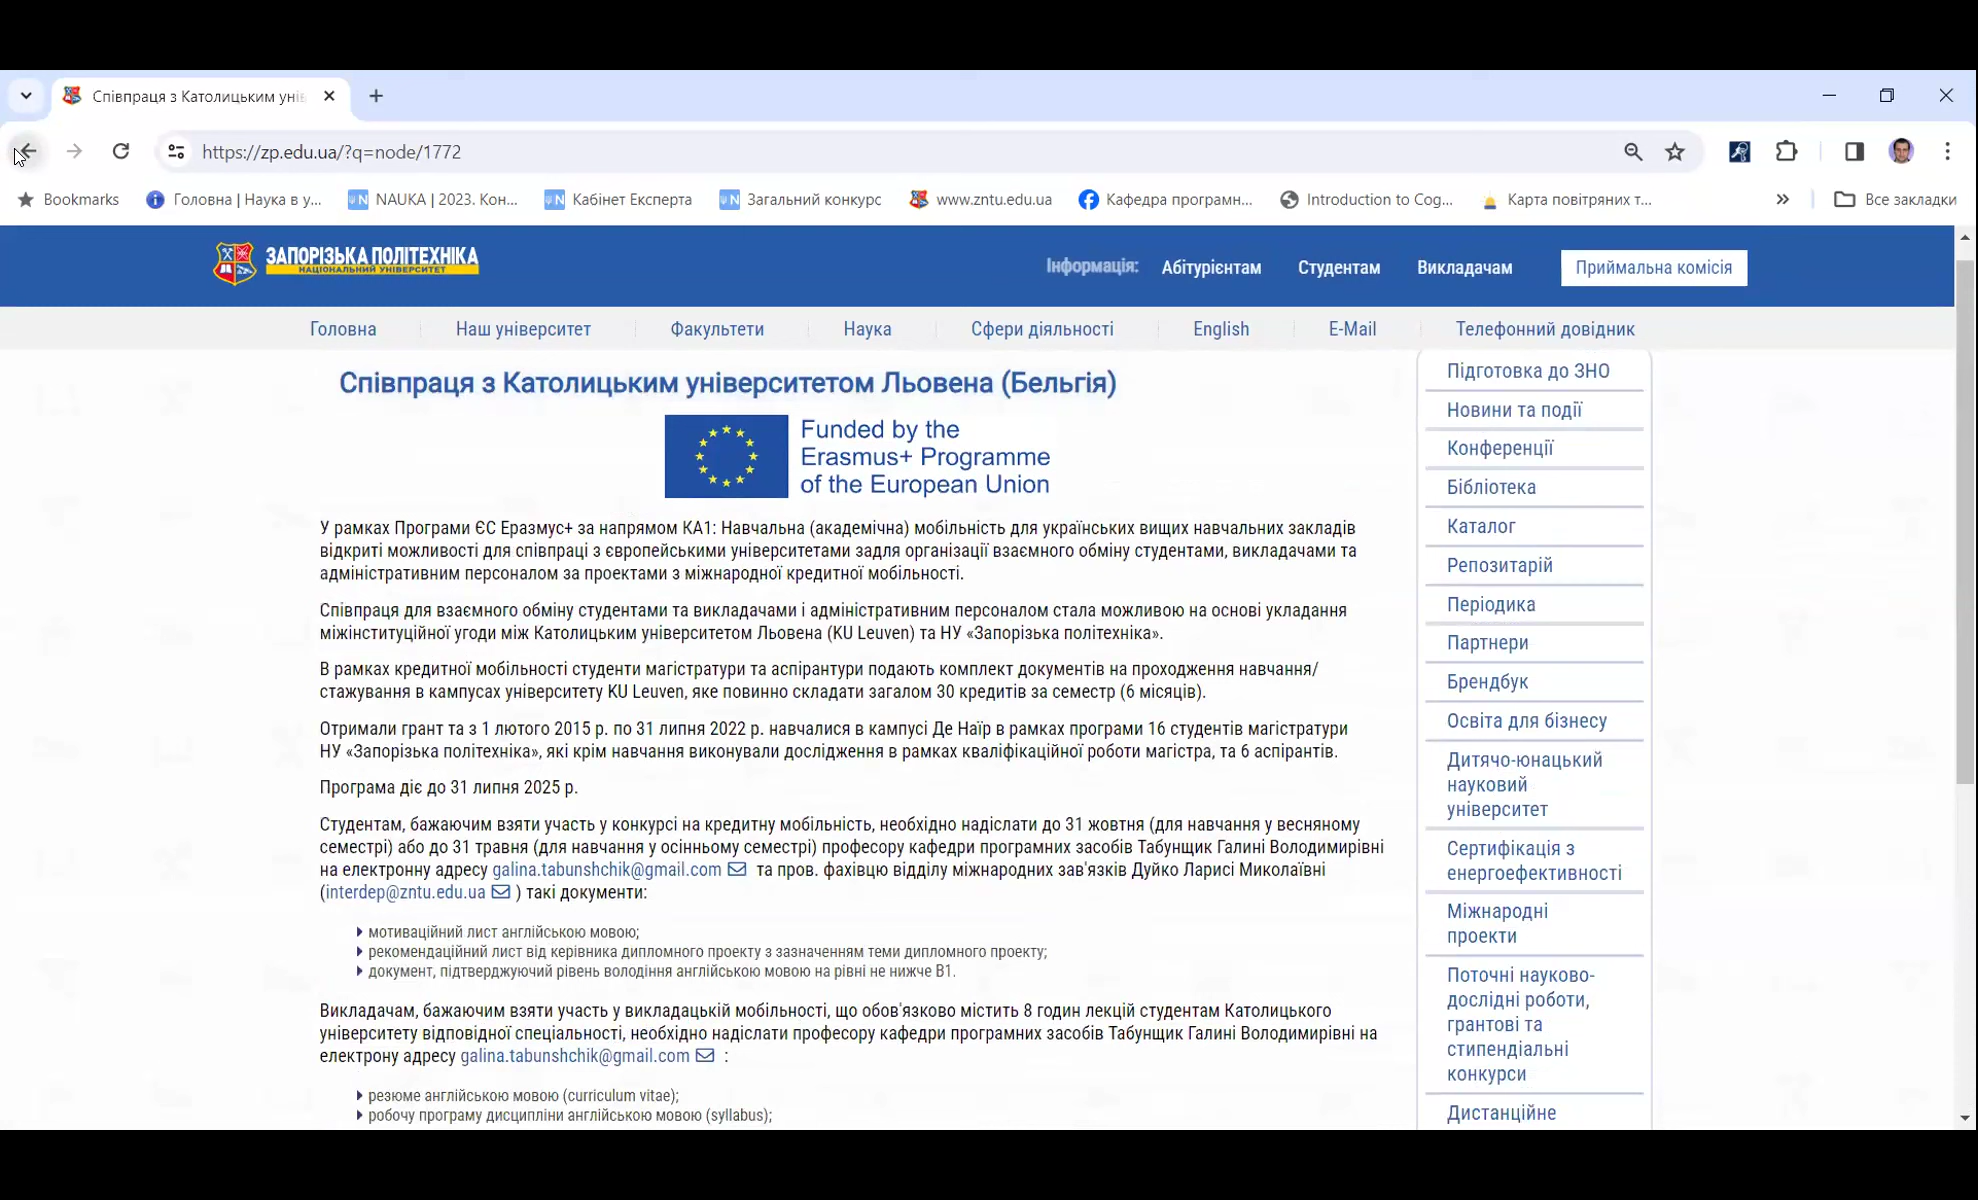 Співпраця з Католицьким уніє
https://zp.edu.ua/?q=node/1772
Bookmarks
Головна | Наука в у...
NAUKA | 2023. Кон...
Кабінет Експерта
Загальний конкурс
www.zntu.edu.ua
Кафедра програмн...
Introduction to Cog...
Карта повітряних т...
Все закладки
ЗАПОРІЗЬКА ПОЛІТЕХНІКА
НАЦІОНАЛЬНИЙ УНІВЕРСИТЕТ
Інформація: Абітурієнтам Студентам Викладачам Приймальна комісія
Головна Наш університет Факультети Наука Сфери діяльності English E-Mail Телефонний довідник
Співпраця з Католицьким університетом Льовена (Бельгія)
Funded by the
Erasmus+ Programme
of the European Union
У рамках Програми ЄС Еразмус+ за напрямом КА1: Навчальна (академічна) мобільність для українських вищих навчальних закладів
відкриті можливості для співпраці з європейськими університетами задля організації взаємного обміну студентами, викладачами та
адміністративним персоналом за проектами з міжнародної кредитної мобільності.
Співпраця для взаємного обміну студентами та викладачами і адміністративним персоналом стала можливою на основі укладання
міжінституційної угоди між Католицьким університетом Льовена (KU Leuven) та НУ «Запорізька політехніка».
В рамках кредитної мобільності студенти магістратури та аспірантури подають комплект документів на проходження навчання/
стажування в кампусах університету KU Leuven, яке повинно складати загалом 30 кредитів за семестр (6 місяців).
Отримали грант та з 1 лютого 2015 р. по 31 липня 2022 р. навчалися в кампусі Де Наїр в рамках програми 16 студентів магістратури
НУ «Запорізька політехніка», які крім навчання виконували дослідження в рамках кваліфікаційної роботи магістра, та 6 аспірантів.
Програма діє до 31 липня 2025 р.
Студентам, бажаючим взяти участь у конкурсі на кредитну мобільність, необхідно надіслати до 31 жовтня (для навчання у весняному
семестрі) або до 31 травня (для навчання у осінньому семестрі) професору кафедри програмних засобів Табунщик Галині Володимирівні
на електронну адресу galina.tabunshchik@gmail.com та пров. фахівцю відділу міжнародних зав'язків Дуйко Ларисі Миколаївні
(interdep@zntu.edu.ua ) такі документи:
мотиваційний лист англійською мовою;
рекомендаційний лист від керівника дипломного проекту з зазначенням теми дипломного проекту;
документ, підтверджуючий рівень володіння англійською мовою на рівні не нижче B1.
Викладачам, бажаючим взяти участь у викладацькій мобільності, що обов'язково містить 8 годин лекцій студентам Католицького
університету відповідної спеціальності, необхідно надіслати професору кафедри програмних засобів Табунщик Галині Володимирівні на
електрону адресу galina.tabunshchik@gmail.com :
резюме англійською мовою (curriculum vitae);
робочу програму дисципліни англійською мовою (syllabus);
Підготовка до ЗНО
Новини та події
Конференції
Бібліотека
Каталог
Репозитарій
Періодика
Партнери
Брендбук
Освіта для бізнесу
Дитячо-юнацький
науковий
університет
Сертифікація з
енергоефективності
Міжнародні
проекти
Поточні науково-
дослідні роботи,
грантові та
стипендіальні
конкурси
Дистанційне